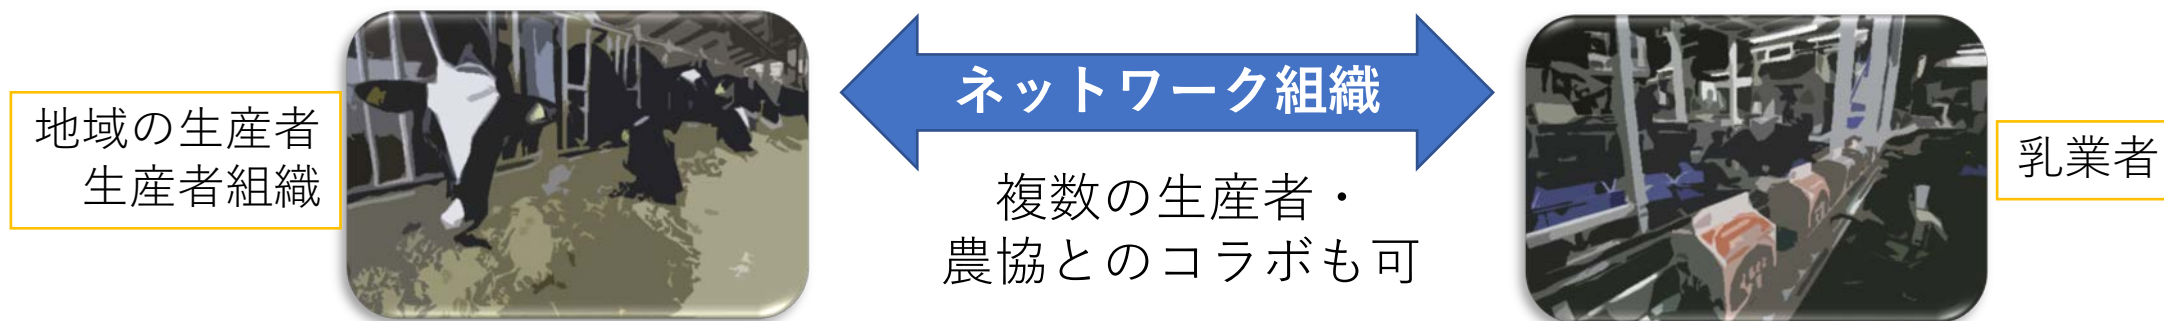 地域の生産者
生産者組織
ネットワーク組織
複数の生産者・
農協とのコラボも可
乳業者